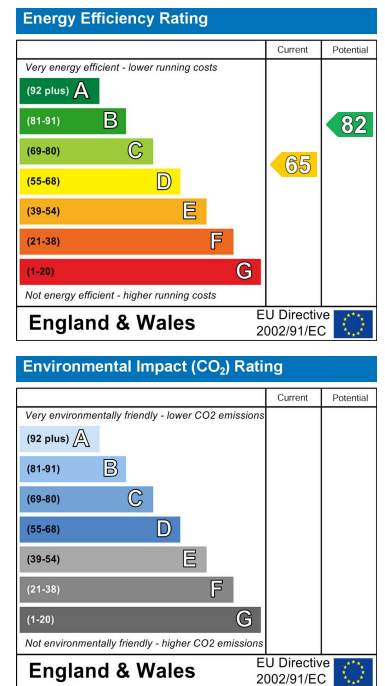 Energy Efficiency Rating
Current Potential
Very energy efficient - lower running costs
(92 plus) A
(81-91) B
82
(69-80) C
65
(55-68) D
(39-54) E
(21-38) F
(1-20) G
Not energy efficient - higher running costs
England & Wales
EU Directive
2002/91/EC
Environmental Impact (CO₂) Rating
Current Potential
Very environmentally friendly - lower CO2 emissions
(92 plus) A
(81-91) B
(69-80) C
(55-68) D
(39-54) E
(21-38) F
(1-20) G
Not environmentally friendly - higher CO2 emissions
England & Wales
EU Directive
2002/91/EC